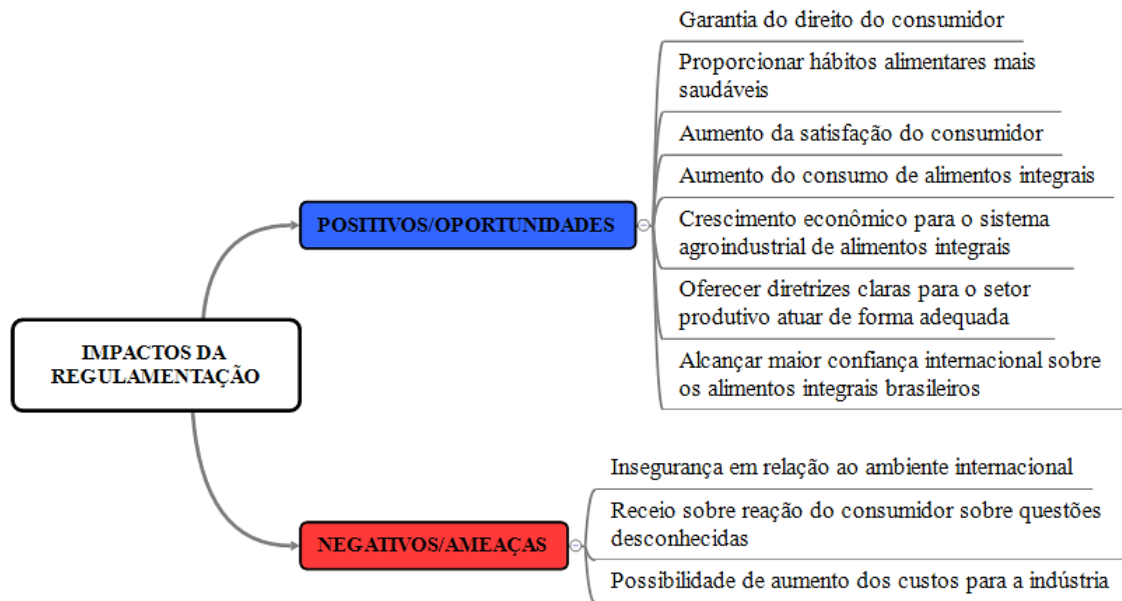 IMPACTOS DA
REGULAMENTAÇÃO
POSITIVOS/OPORTUNIDADES
Garantia do direito do consumidor
Proporcionar hábitos alimentares mais
saudáveis
Aumento da satisfação do consumidor
Aumento do consumo de alimentos integrais
Crescimento econômico para o sistema
agroindustrial de alimentos integrais
Oferecer diretrizes claras para o setor
produtivo atuar de forma adequada
Alcançar maior confiança internacional sobre
os alimentos integrais brasileiros
NEGATIVOS/AMEAÇAS
Insegurança em relação ao ambiente internacional
Receio sobre reação do consumidor sobre questões
desconhecidas
Possibilidade de aumento dos custos para a indústria